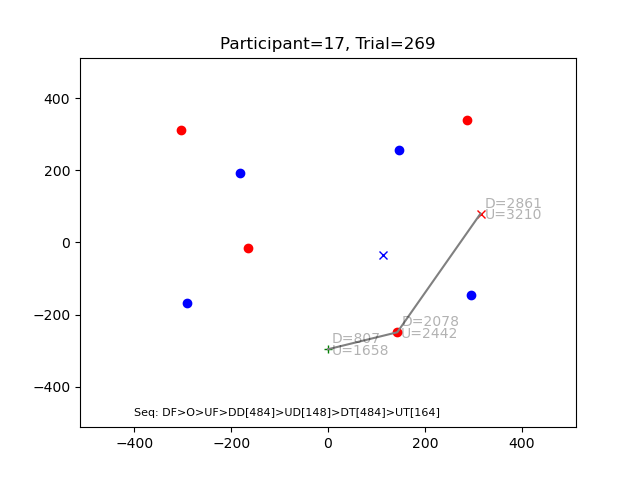 Participant=17, Trial=269
400
200
0
−200
−400
D=2861
U=3210
D=2078
U=2442
D=807
U=1658
Seq: DF>O>UF>DD[484]>UD[148]>DT[484]>UT[164]
−400 −200 0 200 400